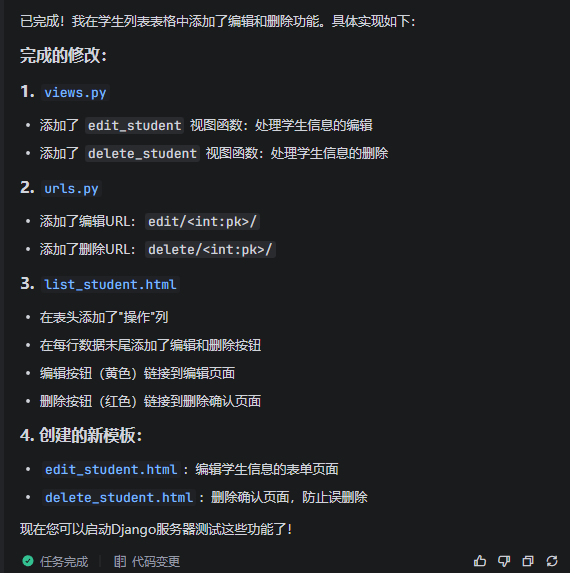 已完成！我在学生列表表格中添加了编辑和删除功能。具体实现如下：
完成的修改：
1. views.py
• 添加了 edit_student 视图函数：处理学生信息的编辑
• 添加了 delete_student 视图函数：处理学生信息的删除
2. urls.py
• 添加了编辑URL： edit/<int:pk>/
• 添加了删除URL： delete/<int:pk>/
3. list_student.html
• 在表头添加了"操作"列
• 在每行数据末尾添加了编辑和删除按钮
• 编辑按钮（黄色）链接到编辑页面
• 删除按钮（红色）链接到删除确认页面
4. 创建的新模板：
• edit_student.html ：编辑学生信息的表单页面
• delete_student.html ：删除确认页面，防止误删除
现在您可以启动Django服务器测试这些功能了！
任务完成 代码变更